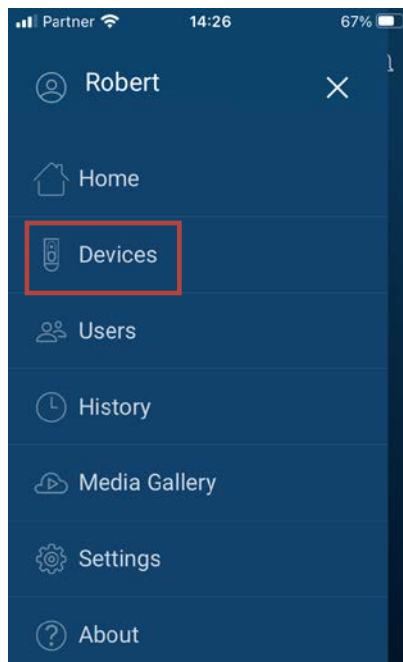 Partner 14:26 67%
Robert
Home
Devices
Users
History
Media Gallery
Settings
About